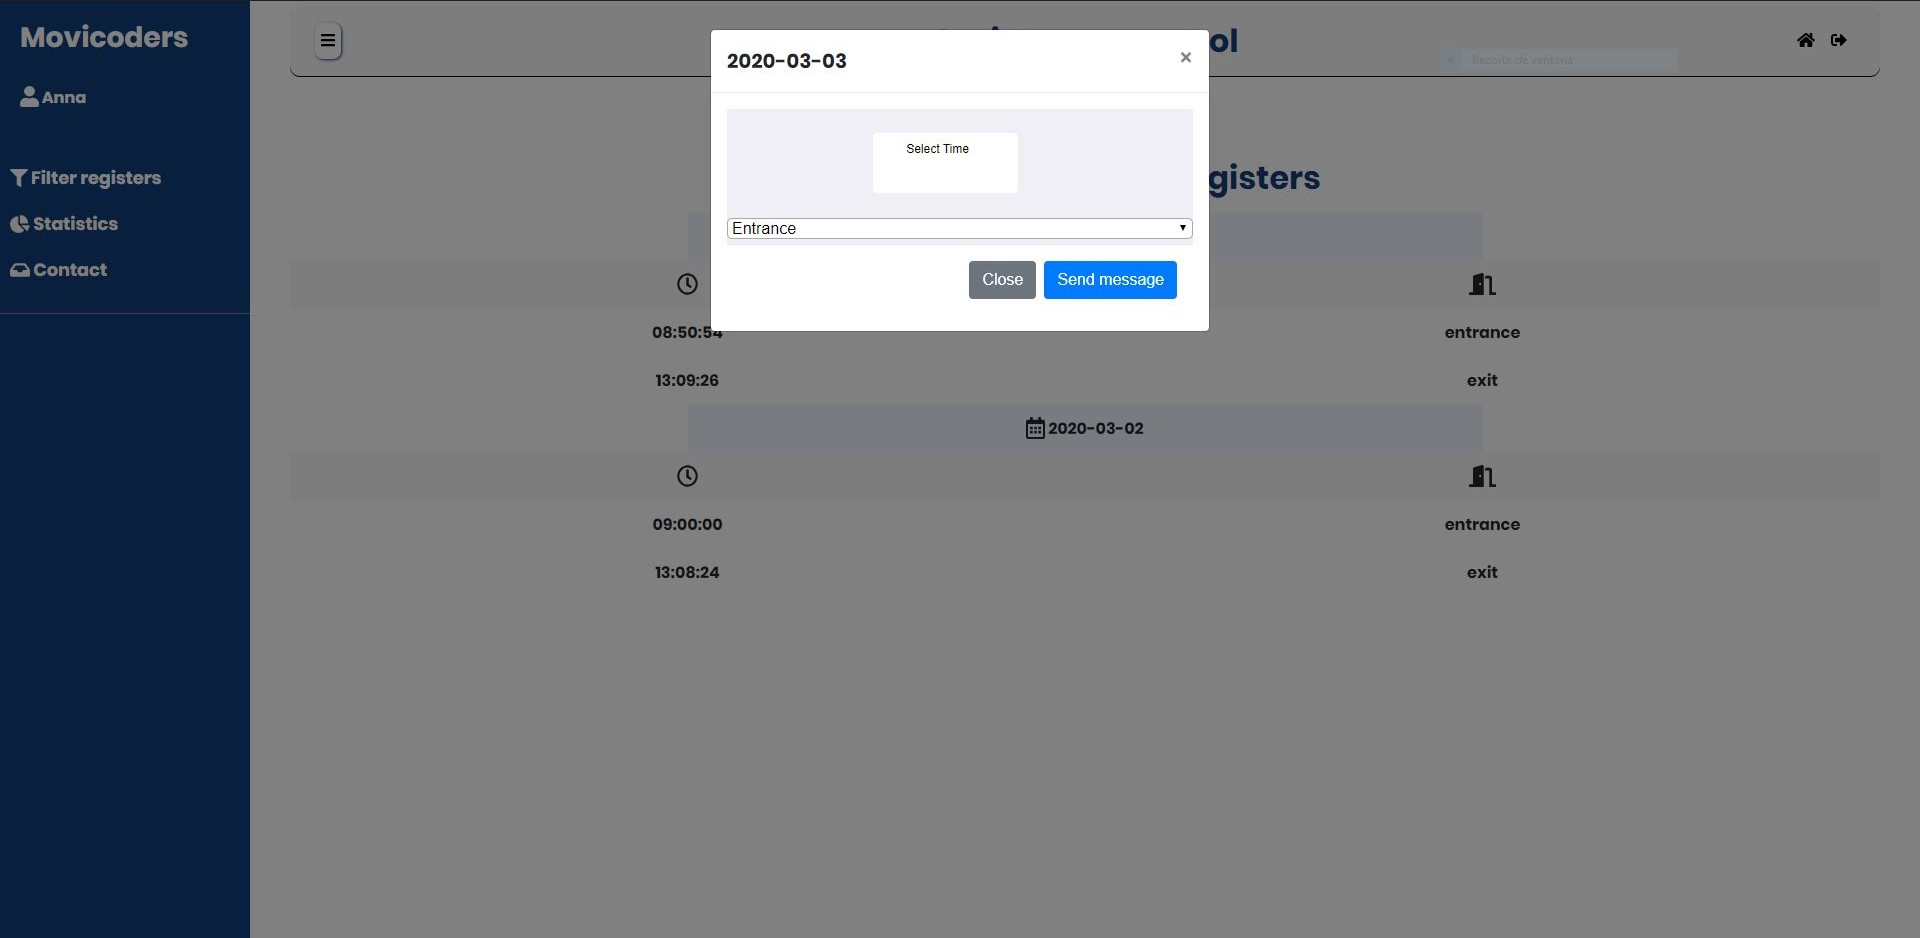 Movicoders
Anna
Filter registers
Statistics
Contact
ol
Recorte de ventana
2020-03-03
×
Select Time
Entrance
Close
Send message
gisters
08:50:54
entrance
13:09:26
exit
2020-03-02
09:00:00
entrance
13:08:24
exit